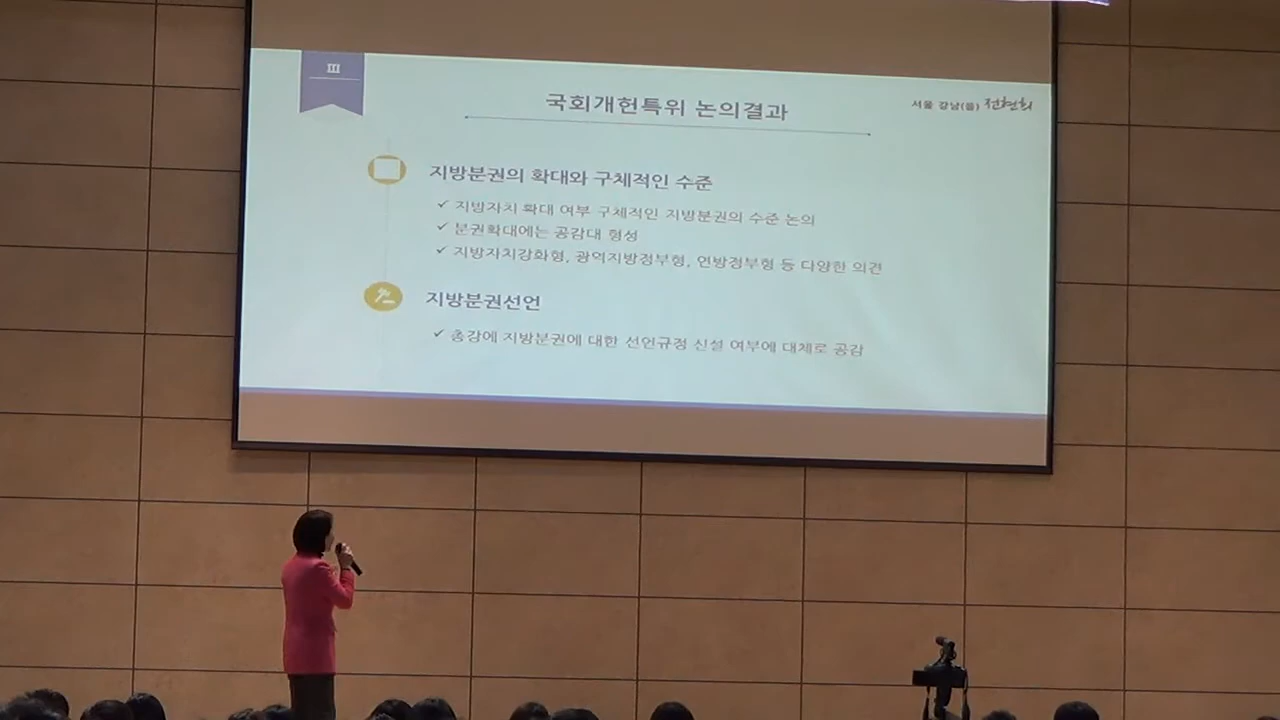 III
국회개헌특위 논의결과
서울 강남(을) 전현희
지방분권의 확대와 구체적인 수준
✓ 지방자치 확대 여부 구체적인 지방분권의 수준 논의
✓ 분권확대에는 공감대 형성
✓ 지방자치강화형, 광역지방정부형, 연방정부형 등 다양한 의견
지방분권선언
✓ 총강에 지방분권에 대한 선언규정 신설 여부에 대체로 공감